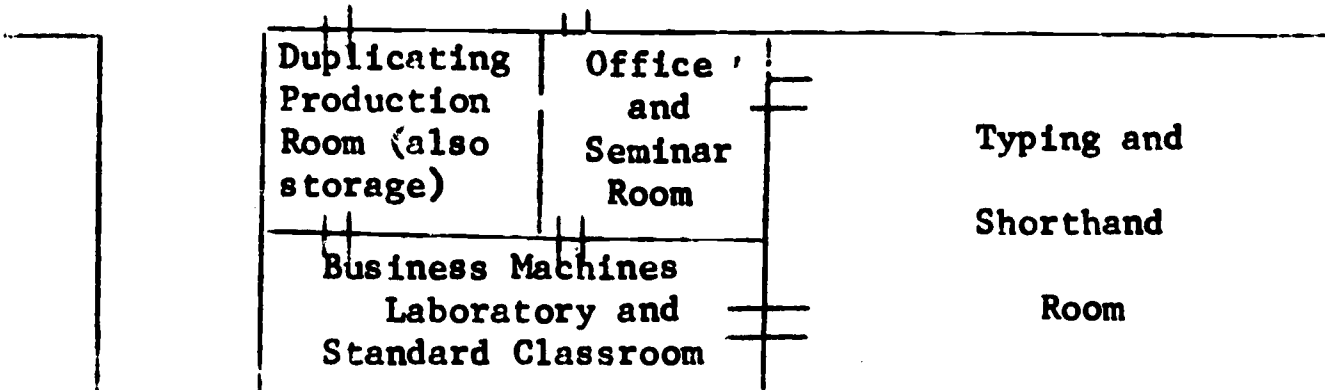 Duplicating
Production
Room (also
storage)
Office
and
Seminar
Room
Typing and
Shorthand
Room
Business Machines
Laboratory and
Standard Classroom